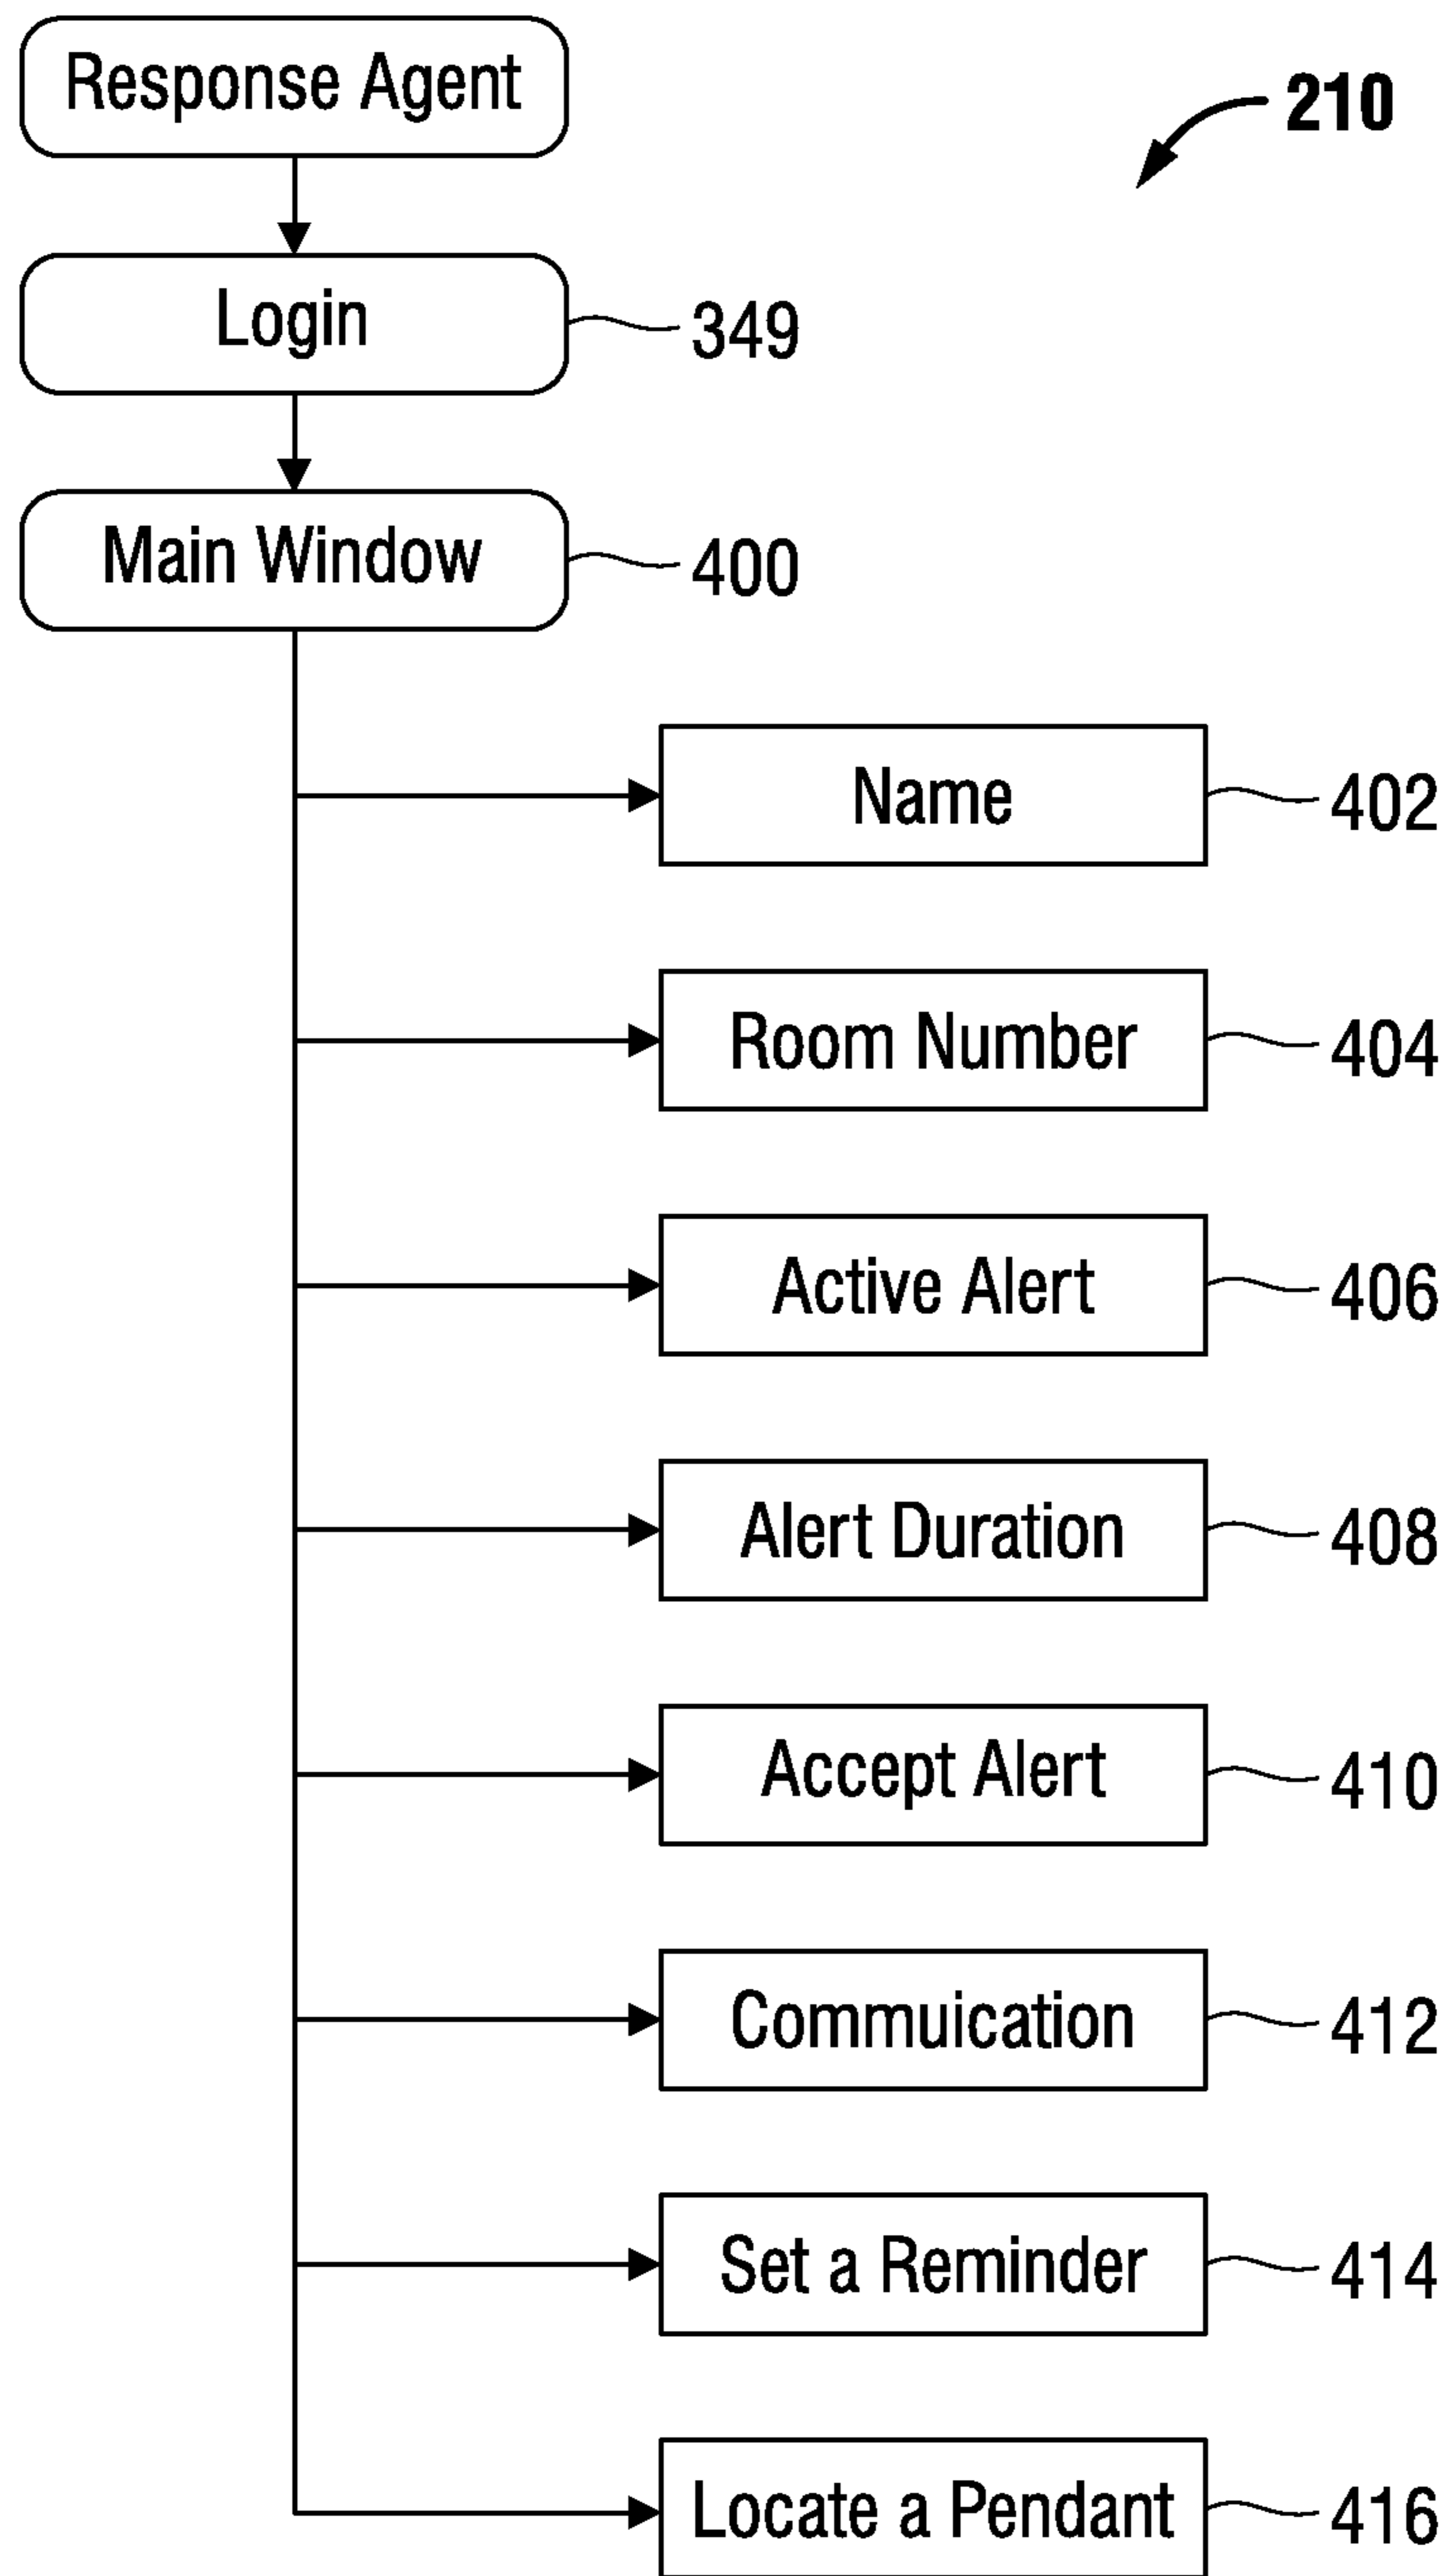 Response Agent
210
Login
349
Main Window
400
Name
402
Room Number
404
Active Alert
406
Alert Duration
408
Accept Alert
410
Commuication
412
Set a Reminder
414
Locate a Pendant
416